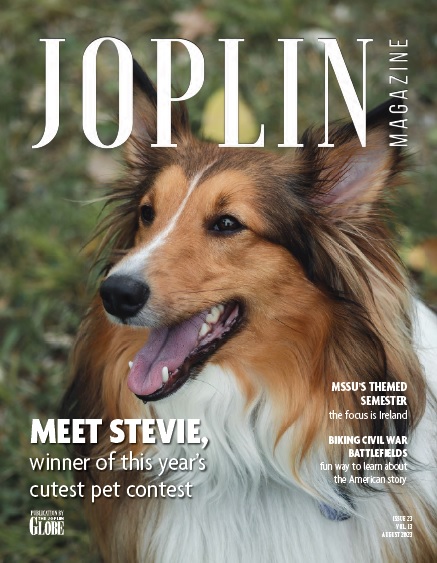 JOPLIN
MAGAZINE
MSSU'S THEMED
SEMESTER
the focus is Ireland
BIKING CIVIL WAR
BATTLEFIELDS
fun way to learn about
the American story
MEET STEVIE,
winner of this year's
cutest pet contest
PUBLICATION BY
THE JOPLIN
GLOBE
ISSUE 23
VOL. 13
AUGUST 2023